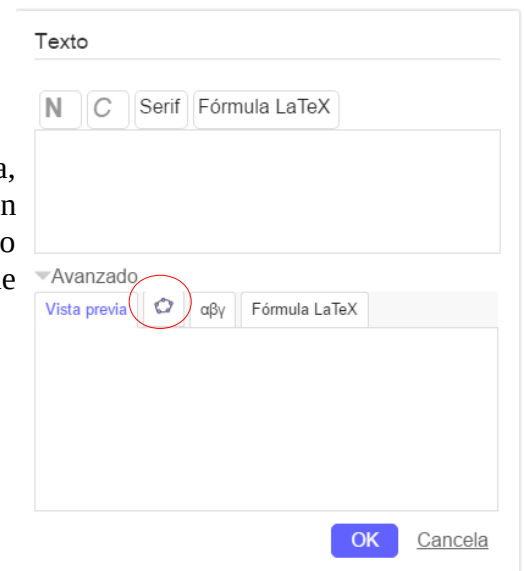 Texto
N C Serif Fórmula LaTeX
a,
n
o
e
Avanzado
Vista previa αβγ Fórmula LaTeX
OK Cancela